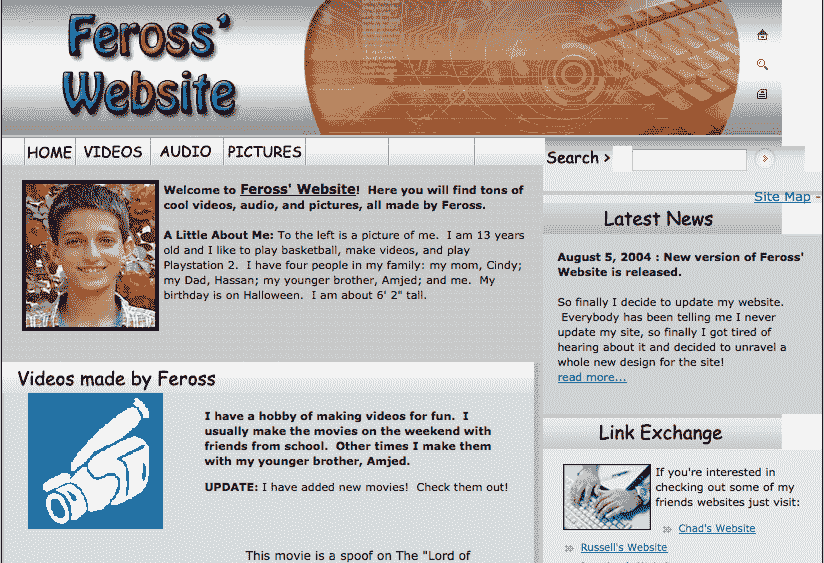 Feross'
Website
HOME VIDEOS AUDIO PICTURES
Search >
Site Map -
Welcome to Feross' Website!  Here you will find tons of
cool videos, audio, and pictures, all made by Feross.
A Little About Me: To the left is a picture of me.  I am 13 years
old and I like to play basketball, make videos, and play
Playstation 2.  I have four people in my family: my mom, Cindy;
my Dad, Hassan; my younger brother, Amjed; and me.  My
birthday is on Halloween.  I am about 6' 2" tall.
Videos made by Feross
I have a hobby of making videos for fun.  I
usually make the movies on the weekend with
friends from school.  Other times I make them
with my younger brother, Amjed.
UPDATE: I have added new movies!  Check them out!
This movie is a spoof on The "Lord of
Latest News
August 5, 2004 : New version of Feross'
Website is released.
So finally I decide to update my website.
Everybody has been telling me I never
update my site, so finally I got tired of
hearing about it and decided to unravel a
whole new design for the site!
read more...
Link Exchange
If you're interested in
checking out some of my
friends websites just visit:
Chad's Website
Russell's Website